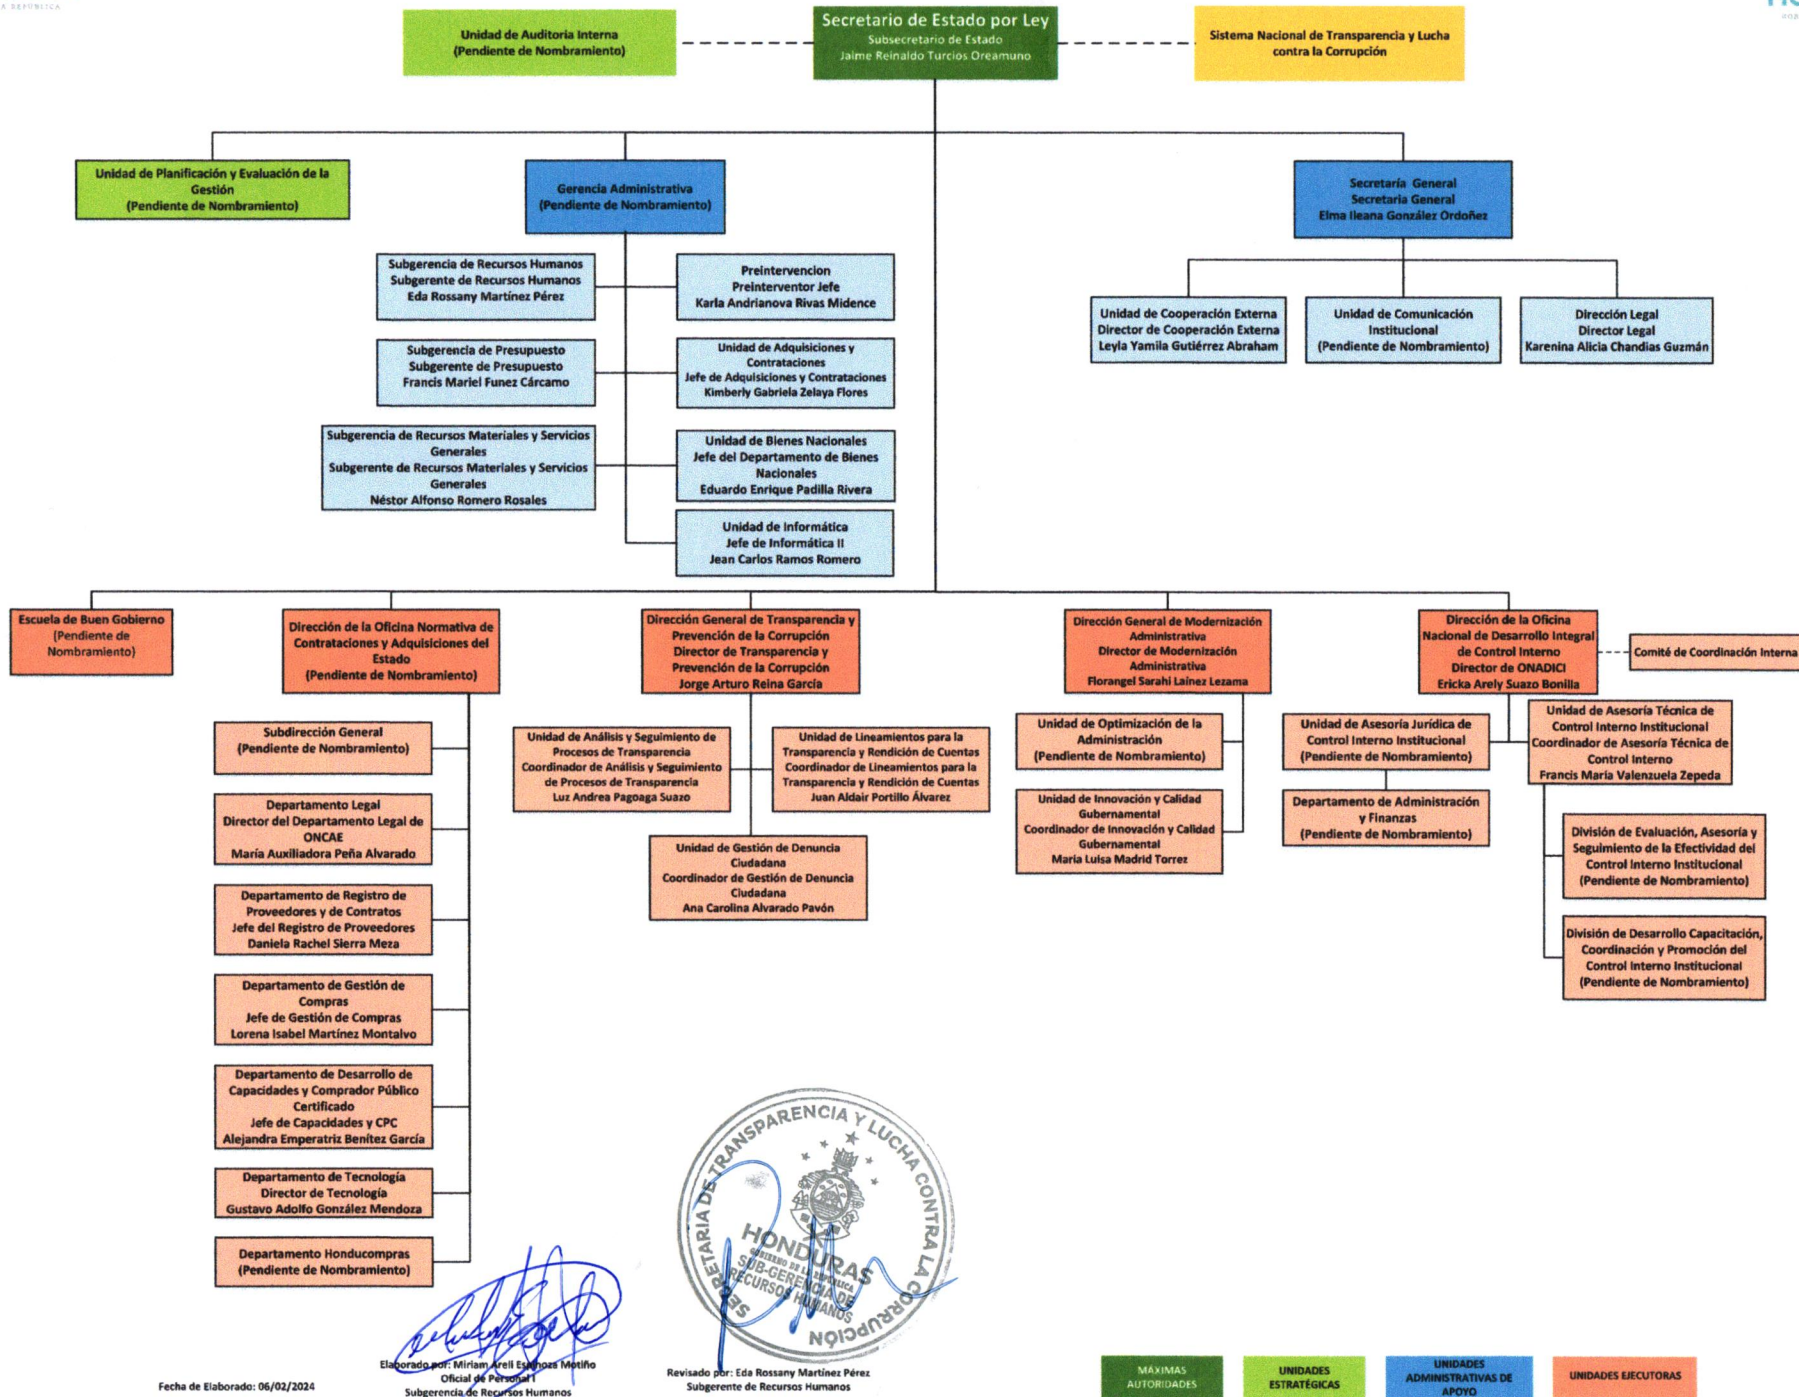 A REPÚBLICA
Unidad de Auditoria Interna
(Pendiente de Nombramiento)
Secretario de Estado por Ley
Subsecretario de Estado
Jaime Reinaldo Turcios Oreamuno
Sistema Nacional de Transparencia y Lucha
contra la Corrupción
Unidad de Planificación y Evaluación de la
Gestión
(Pendiente de Nombramiento)
Gerencia Administrativa
(Pendiente de Nombramiento)
Secretaría General
Secretaria General
Elma Ileana González Ordoñez
Subgerencia de Recursos Humanos
Subgerente de Recursos Humanos
Eda Rossany Martínez Pérez
Preintervencion
Preinterventor Jefe
Karla Andrianova Rivas Midence
Unidad de Cooperación Externa
Director de Cooperación Externa
Leyla Yamila Gutiérrez Abraham
Unidad de Comunicación
Institucional
(Pendiente de Nombramiento)
Dirección Legal
Director Legal
Karenina Alicia Chandias Guzmán
Subgerencia de Presupuesto
Subgerente de Presupuesto
Francis Mariel Funez Cárcamo
Unidad de Adquisiciones y
Contrataciones
Jefe de Adquisiciones y Contrataciones
Kimberly Gabriela Zelaya Flores
Subgerencia de Recursos Materiales y Servicios
Generales
Subgerente de Recursos Materiales y Servicios
Generales
Néstor Alfonso Romero Rosales
Unidad de Bienes Nacionales
Jefe del Departamento de Bienes
Nacionales
Eduardo Enrique Padilla Rivera
Unidad de Informática
Jefe de Informática II
Jean Carlos Ramos Romero
Escuela de Buen Gobierno
(Pendiente de
Nombramiento)
Dirección de la Oficina Normativa de
Contrataciones y Adquisiciones del
Estado
(Pendiente de Nombramiento)
Dirección General de Transparencia y
Prevención de la Corrupción
Director de Transparencia y
Prevención de la Corrupción
Jorge Arturo Reina García
Dirección General de Modernización
Administrativa
Director de Modernización
Administrativa
Florangel Sarahi Laínez Lezama
Dirección de la Oficina
Nacional de Desarrollo Integral
de Control Interno
Director de ONADICI
Ericka Arely Suazo Bonilla
Comité de Coordinación Interna
Subdirección General
(Pendiente de Nombramiento)
Departamento Legal
Director del Departamento Legal de
ONCAE
María Auxiliadora Peña Alvarado
Departamento de Registro de
Proveedores y de Contratos
Jefe del Registro de Proveedores
Daniela Rachel Sierra Meza
Departamento de Gestión de
Compras
Jefe de Gestión de Compras
Lorena Isabel Martínez Montalvo
Departamento de Desarrollo de
Capacidades y Comprador Público
Certificado
Jefe de Capacidades y CPC
Alejandra Emperatriz Benítez García
Departamento de Tecnología
Director de Tecnología
Gustavo Adolfo González Mendoza
Departamento Honducompras
(Pendiente de Nombramiento)
Unidad de Análisis y Seguimiento de
Procesos de Transparencia
Coordinador de Análisis y Seguimiento
de Procesos de Transparencia
Luz Andrea Pagoaga Suazo
Unidad de Lineamientos para la
Transparencia y Rendición de Cuentas
Coordinador de Lineamientos para la
Transparencia y Rendición de Cuentas
Juan Aldair Portillo Álvarez
Unidad de Gestión de Denuncia
Ciudadana
Coordinador de Gestión de Denuncia
Ciudadana
Ana Carolina Alvarado Pavón
Unidad de Optimización de la
Administración
(Pendiente de Nombramiento)
Unidad de Innovación y Calidad
Gubernamental
Coordinador de Innovación y Calidad
Gubernamental
María Luisa Madrid Torrez
Unidad de Asesoría Jurídica de
Control Interno Institucional
(Pendiente de Nombramiento)
Departamento de Administración
y Finanzas
(Pendiente de Nombramiento)
Unidad de Asesoría Técnica de
Control Interno Institucional
Coordinador de Asesoría Técnica de
Control Interno
Francis María Valenzuela Zepeda
División de Evaluación, Asesoría y
Seguimiento de la Efectividad del
Control Interno Institucional
(Pendiente de Nombramiento)
División de Desarrollo Capacitación,
Coordinación y Promoción del
Control Interno Institucional
(Pendiente de Nombramiento)
SECRETARIA DE TRANSPARENCIA Y LUCHA CONTRA LA CORRUPCIÓN
HONDURAS
GOBIERNO DE LA REPÚBLICA
SUB-GERENCIA DE
RECURSOS HUMANOS
Fecha de Elaborado: 06/02/2024
Elaborado por: Miriam Areli Espinoza Motiño
Oficial de Personal I
Subgerencia de Recursos Humanos
Revisado por: Eda Rossany Martínez Pérez
Subgerente de Recursos Humanos
MÁXIMAS
AUTORIDADES
UNIDADES
ESTRATÉGICAS
UNIDADES
ADMINISTRATIVAS DE
APOYO
UNIDADES EJECUTORAS